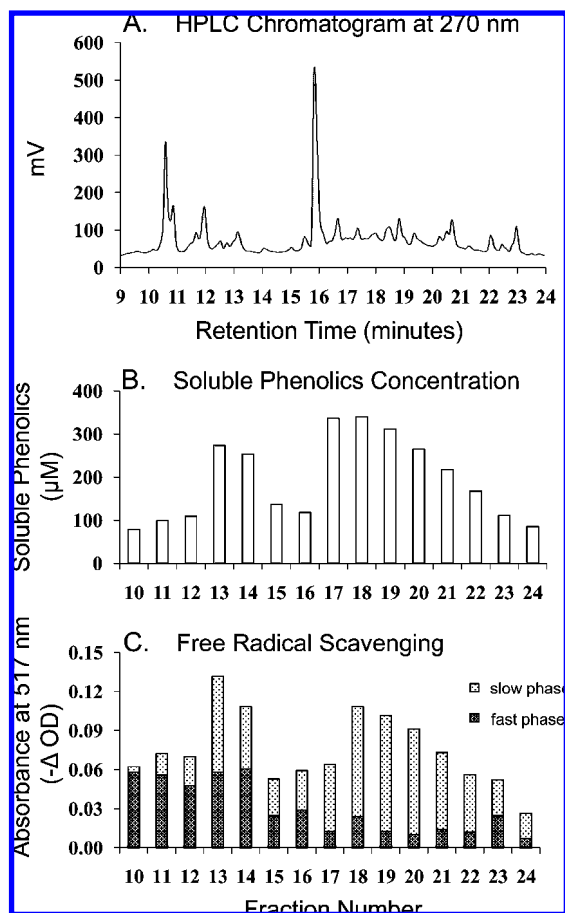 A. HPLC Chromatogram at 270 nm
600
500
400
300
200
100
0
mV
9 10 11 12 13 14 15 16 17 18 19 20 21 22 23 24
Retention Time (minutes)
B. Soluble Phenolics Concentration
400
300
200
100
0
Soluble Phenolics
(µM)
10 11 12 13 14 15 16 17 18 19 20 21 22 23 24
C. Free Radical Scavenging
0.15
0.12
0.09
0.06
0.03
0.00
Absorbance at 517 nm
(-Δ OD)
slow phase
fast phase
10 11 12 13 14 15 16 17 18 19 20 21 22 23 24
Fraction Number